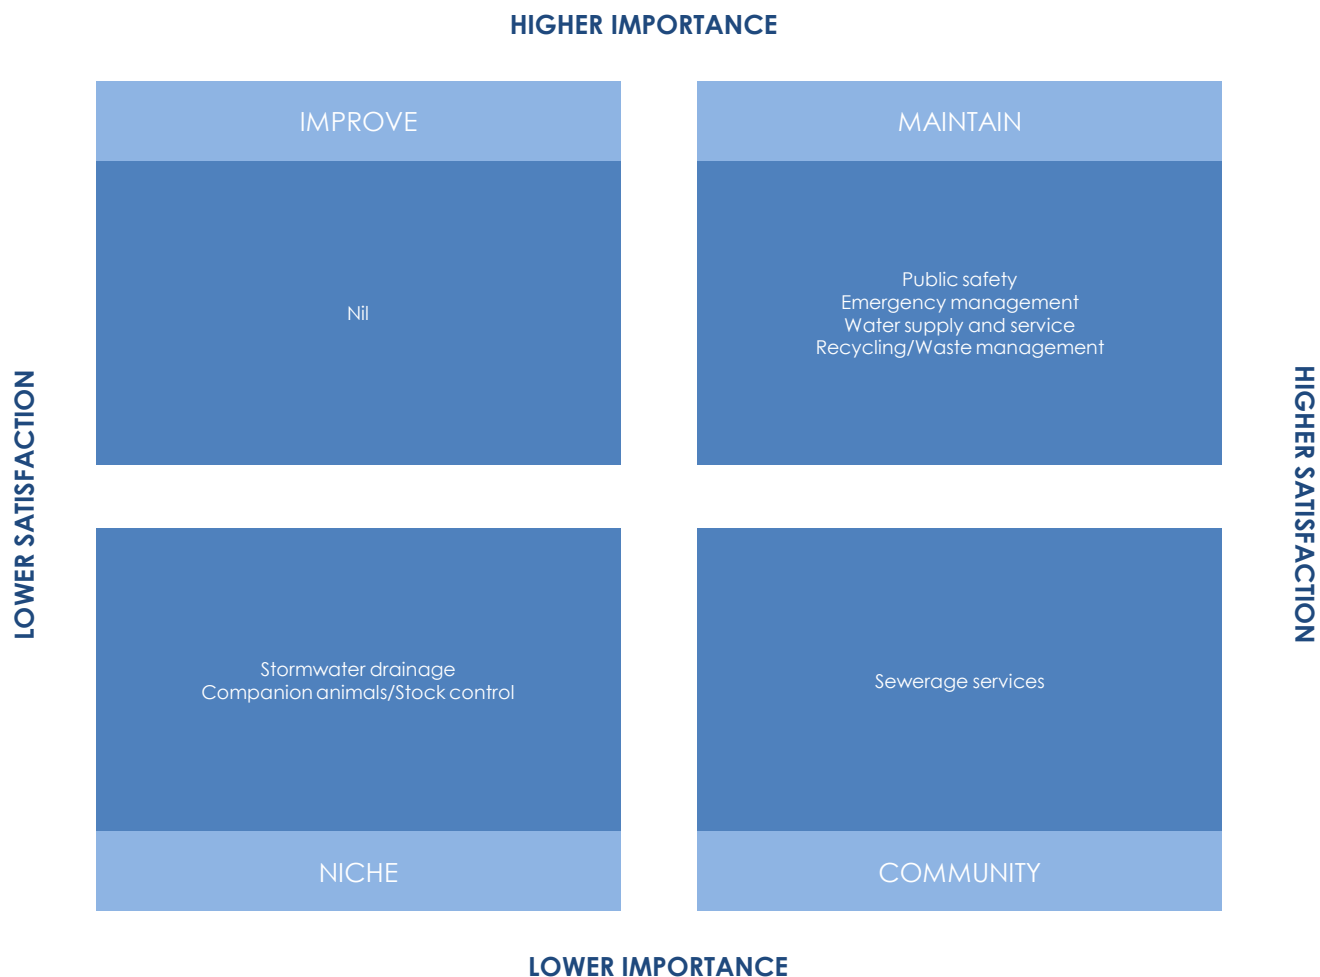 HIGHER IMPORTANCE
IMPROVE
MAINTAIN
Nil
Public safety
Emergency management
Water supply and service
Recycling/Waste management
LOWER SATISFACTION
HIGHER SATISFACTION
Stormwater drainage
Companion animals/Stock control
Sewerage services
NICHE
COMMUNITY
LOWER IMPORTANCE